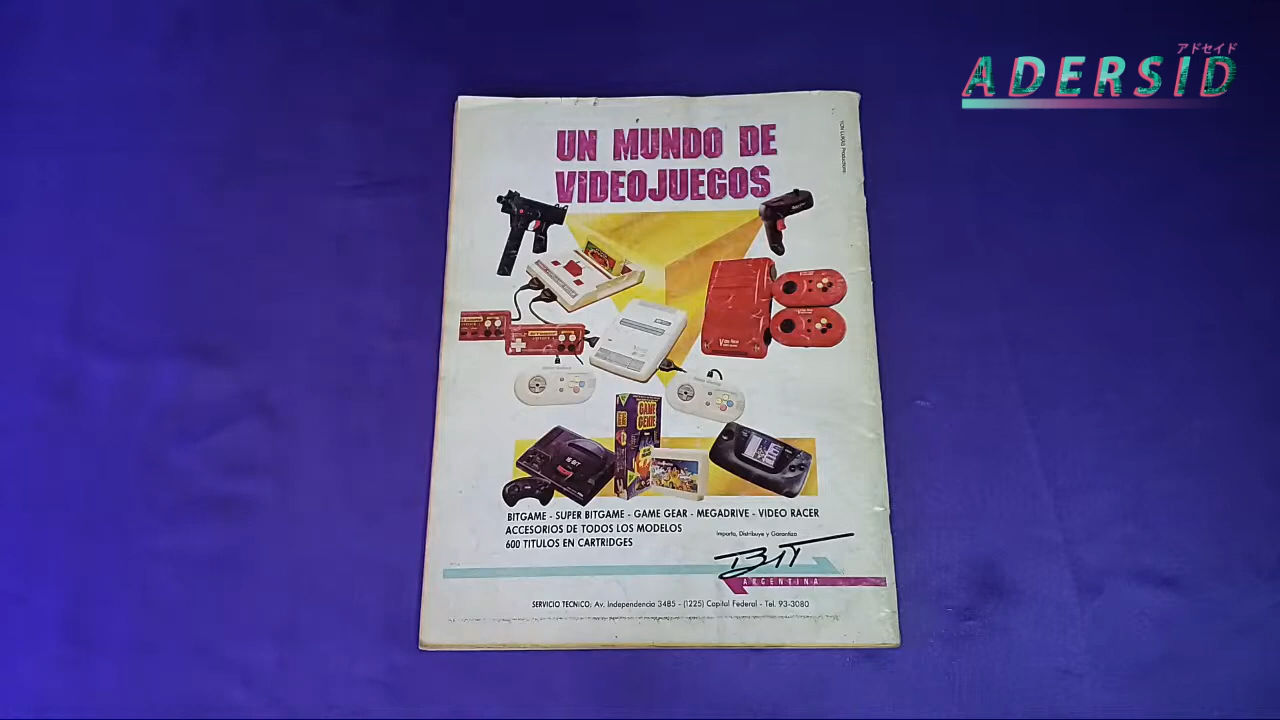 アドセイド
ADERSID
UN MUNDO DE
VIDEOJUEGOS
GAME
GENIE
16-BIT
BITGAME - SUPER BITGAME - GAME GEAR - MEGADRIVE - VIDEO RACER
ACCESORIOS DE TODOS LOS MODELOS
600 TITULOS EN CARTRIDGES
Importa, Distribuye y Garantiza
BIT
ARGENTINA
SERVICIO TECNICO: Av. Independencia 3485 - (1225) Capital Federal - Tel. 93-3080